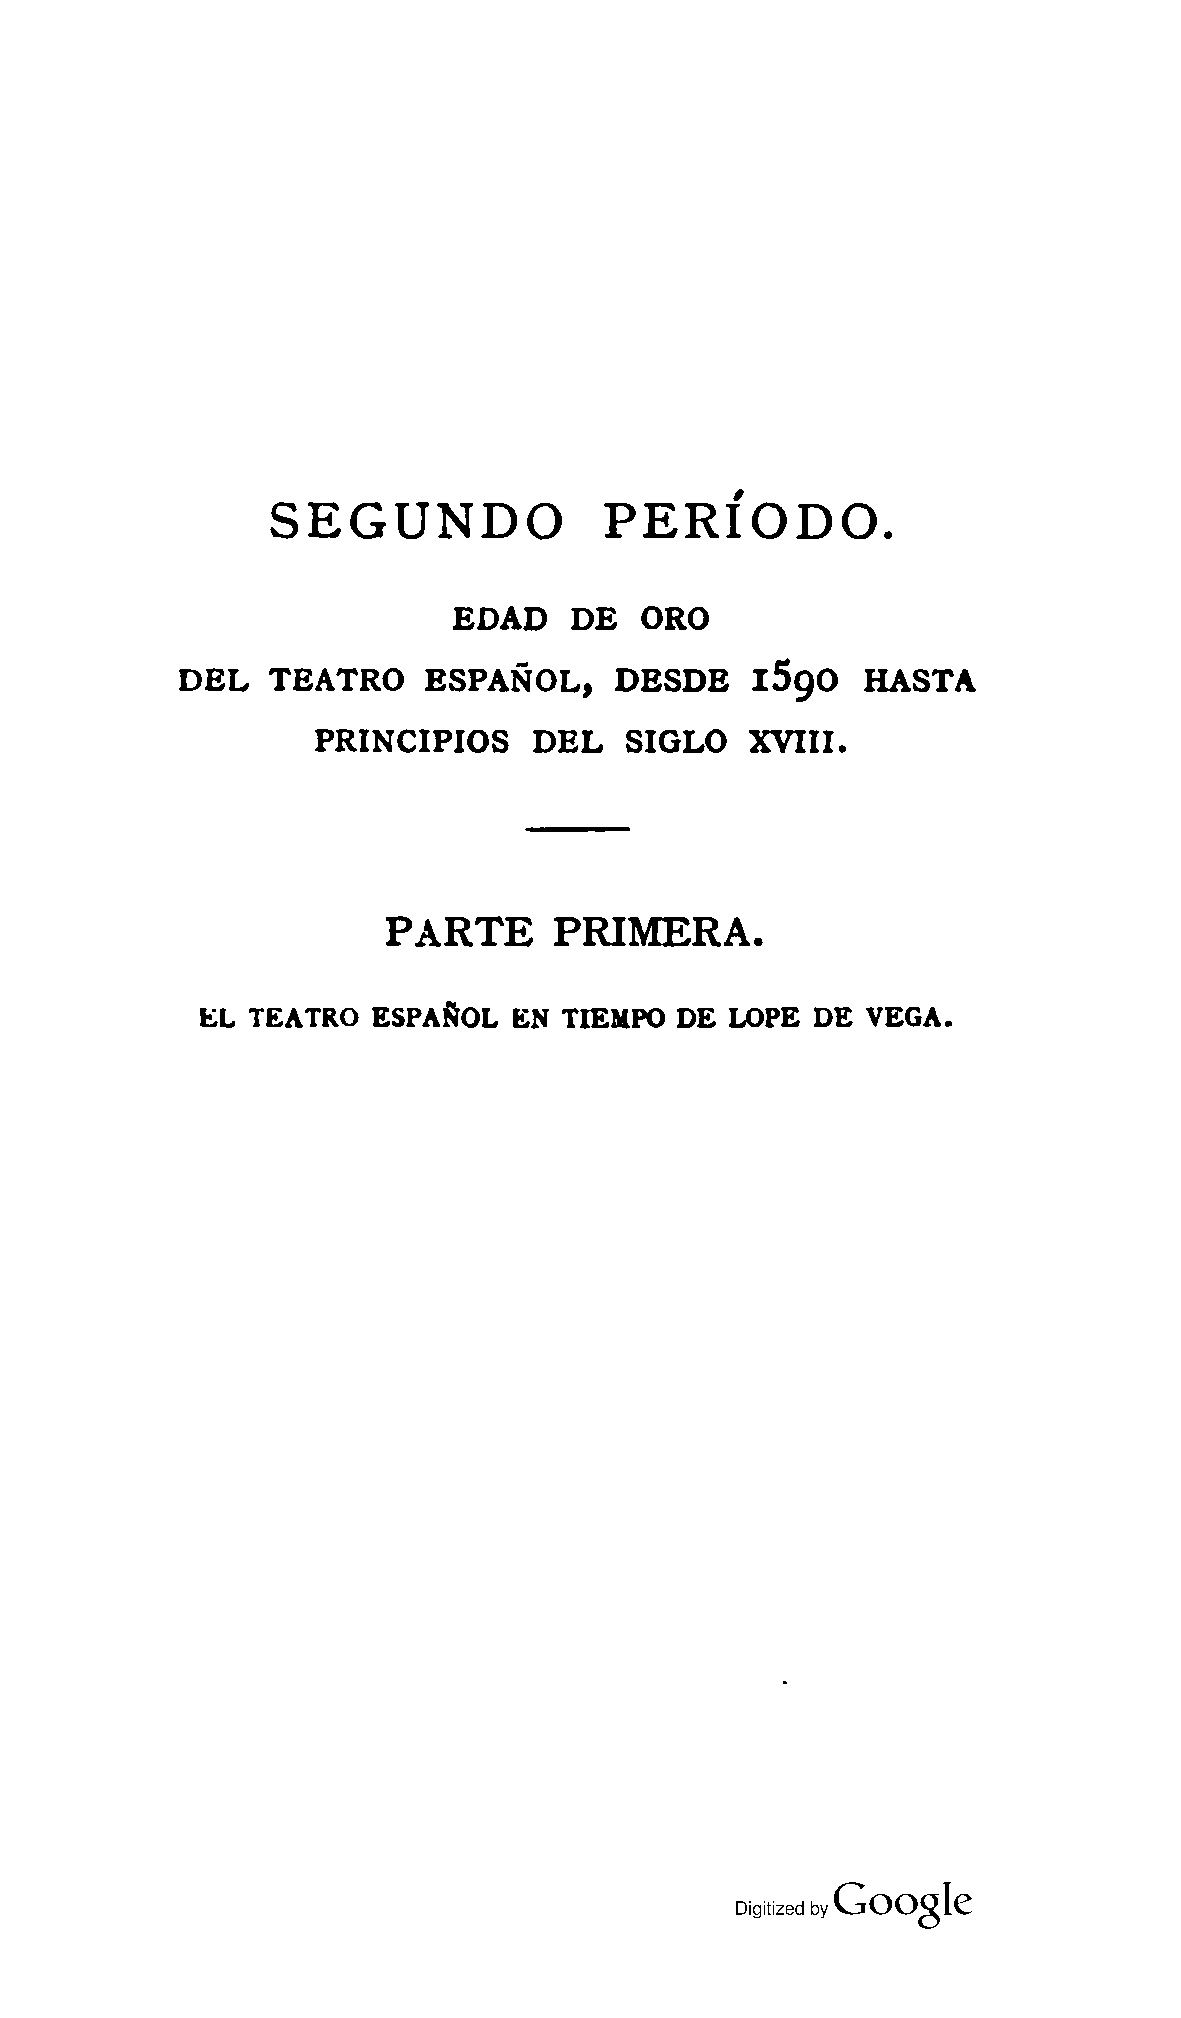 SEGUNDO PERÍODO.
EDAD DE ORO
DEL TEATRO ESPAÑOL, DESDE 1590 HASTA
PRINCIPIOS DEL SIGLO XVIII.
PARTE PRIMERA.
EL TEATRO ESPAÑOL EN TIEMPO DE LOPE DE VEGA.
Digitized by Google